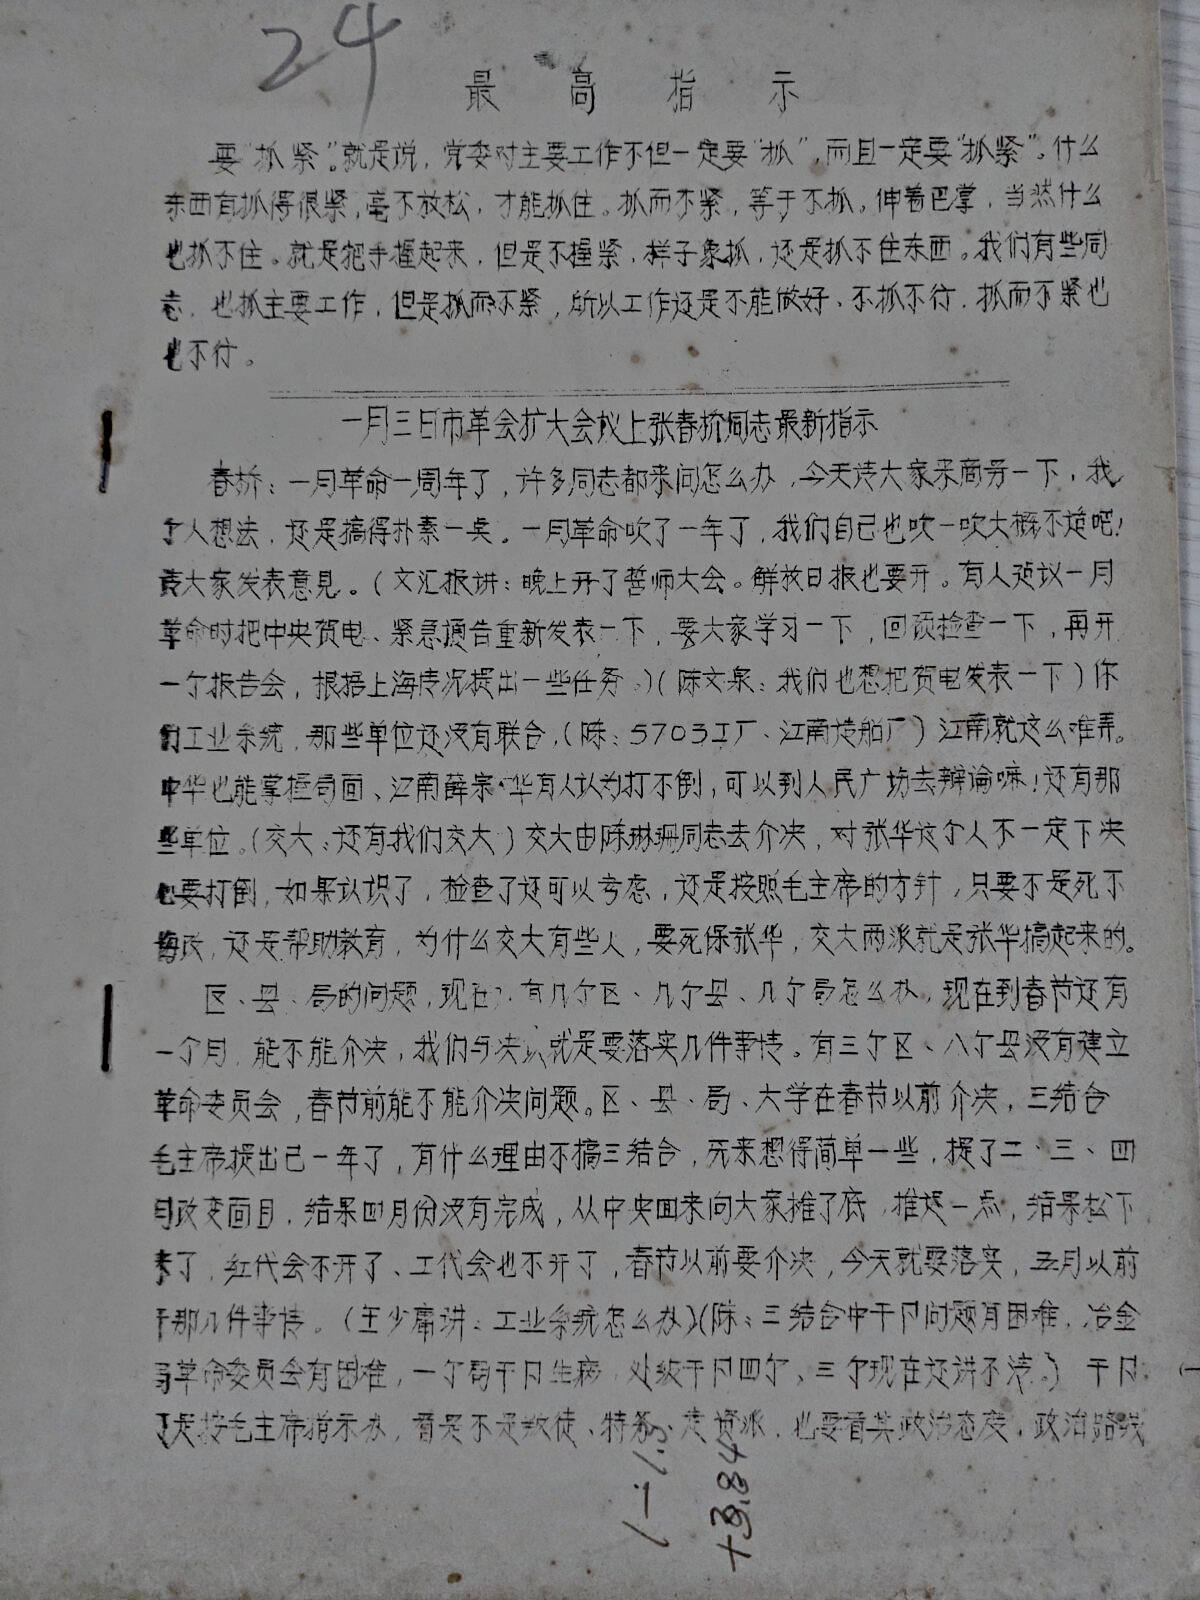 24
最高指示
要“抓紧”。就是说，党委对主要工作不但一定要“抓”，而且一定要“抓紧”。什么
东西有抓得很紧，毫不放松，才能抓住。抓而不紧，等于不抓。伸着巴掌，当然什么
也抓不住。就是把手握起来，但是不握紧，样子象抓，还是抓不住东西。我们有些同
志，也抓主要工作，但是抓而不紧，所以工作还是不能做好。不抓不行，抓而不紧也
也不行。
一月三日市革会扩大会议上张春桥同志最新指示
春桥：一月革命一周年了，许多同志都来问怎么办，今天请大家来商务一下，我
个人想法，还是搞得朴素一点。一月革命吹了一年了，我们自己也吹一吹大概不适吧！
请大家发表意见。（文汇报讲：晚上开了誓师大会。解放日报也要开。有人建议一月
革命时把中央贺电、紧急通告重新发表一下，要大家学习一下，回顾检查一下，再开
一个报告会，根据上海情况提出一些任务。）（陈文泉：我们也想把贺电发表一下）你
们工业系统，那些单位还没有联合，（陈：5703工厂、江南造船厂）江南就这么难弄。
中华也能掌握局面、江南薛宗华有人认为打不倒，可以到人民广场去辩论嘛！还有那
些单位。（交大：还有我们交大）交大由陈琳珊同志去介决，对张华这个人不一定下决
心要打倒，如果认识了，检查了还可以考虑，还是按照毛主席的方针，只要不是死不
悔改，还是帮助教育，为什么交大有些人，要死保张华，交大两派就是张华搞起来的。
区、县、局的问题，现在 有几个区、几个县、几个局怎么办，现在到春节还有
一个月，能不能介决，我们 决 就是要落实几件事情。有三个区、八个县没有建立
革命委员会，春节前能不能介决问题。区、县、局、大学在春节以前介决，三结合
毛主席提出已一年了，有什么理由不搞三结合，死来想得简单一些，提了二、三、四
月改变面目，结果四月份没有完成，从中央回来向大家摊了底，推迟一点，结果松下
来了，红代会不开了、工代会也不开了，春节以前要介决，今天就要落实，五月以前
干那几件事情。（王少庸讲：工业系统怎么办）（陈：三结合中干卩问题有困难，冶金
局革命委员会有困难，一个局干卩生病，处级干卩四个，三个现在还讲不清。）干卩
是按毛主席指示办，看是不是叛徒、特务、走资派，也要看其政治态度，政治路线
（一
1—1.3
+3.84